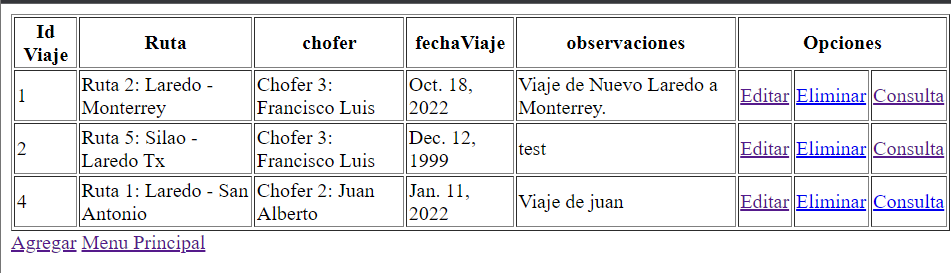 Id Viaje Ruta chofer fechaViaje observaciones Opciones
1 Ruta 2: Laredo - Monterrey Chofer 3: Francisco Luis Oct. 18, 2022 Viaje de Nuevo Laredo a Monterrey. Editar Eliminar Consulta
2 Ruta 5: Silao - Laredo Tx Chofer 3: Francisco Luis Dec. 12, 1999 test Editar Eliminar Consulta
4 Ruta 1: Laredo - San Antonio Chofer 2: Juan Alberto Jan. 11, 2022 Viaje de juan Editar Eliminar Consulta
Agregar Menu Principal